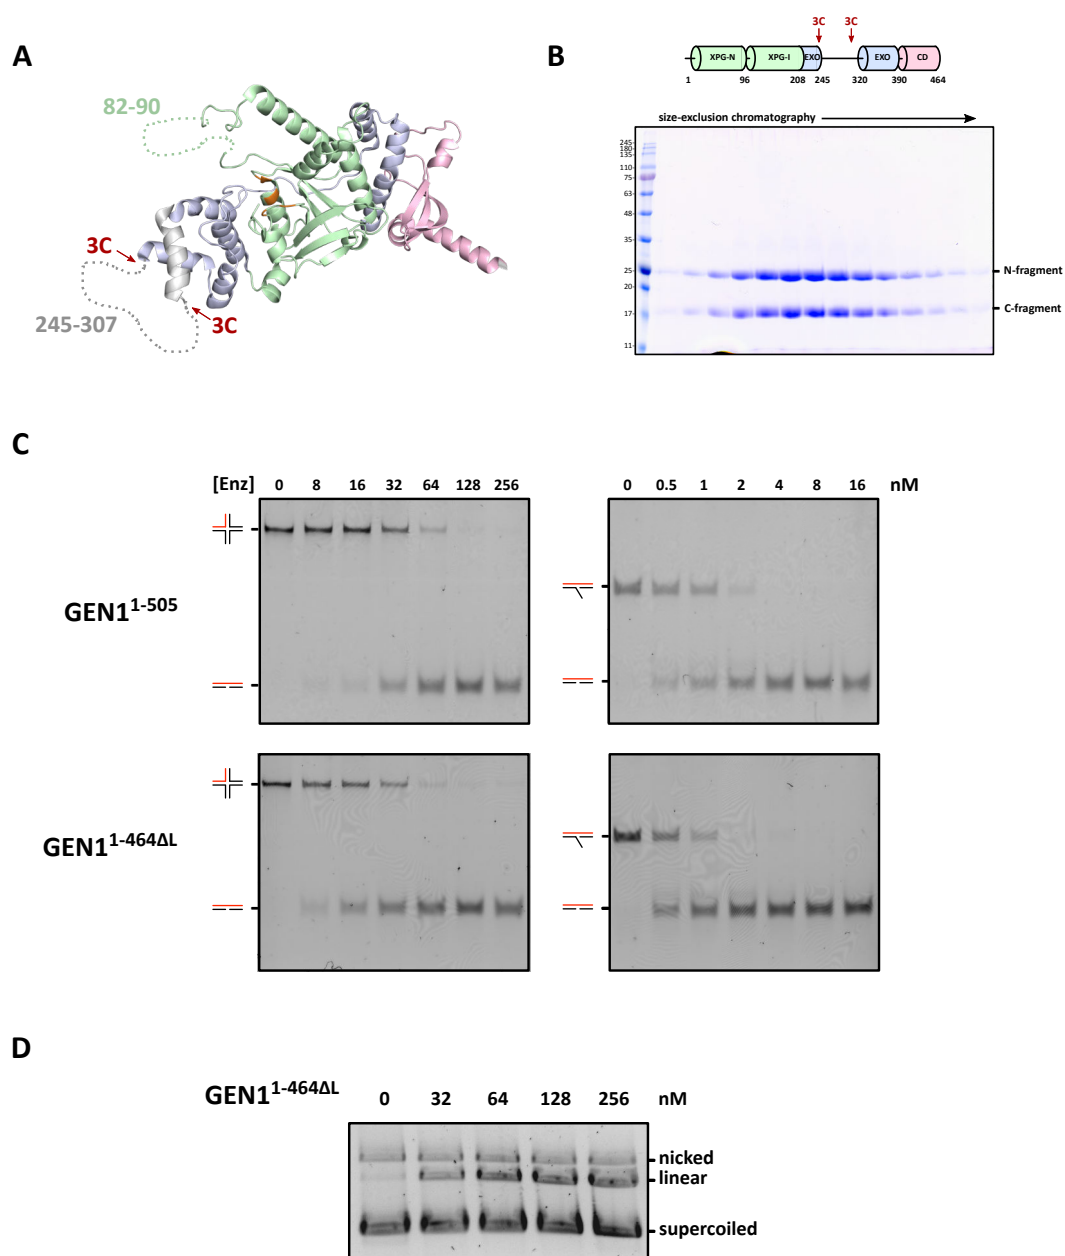 A
82-90
3C
3C
245-307
B
3C 3C
XPG-N XPG-I EXO EXO CD
1 96 208 245 320 390 464
size-exclusion chromatography
245
180
135
110
75
63
48
35
25
20
17
11
N-fragment
C-fragment
C
[Enz] 0 8 16 32 64 128 256
0 0.5 1 2 4 8 16 nM
GEN1 1-505
GEN1 1-464ΔL
D
GEN1 1-464ΔL 0 32 64 128 256 nM
nicked
linear
supercoiled